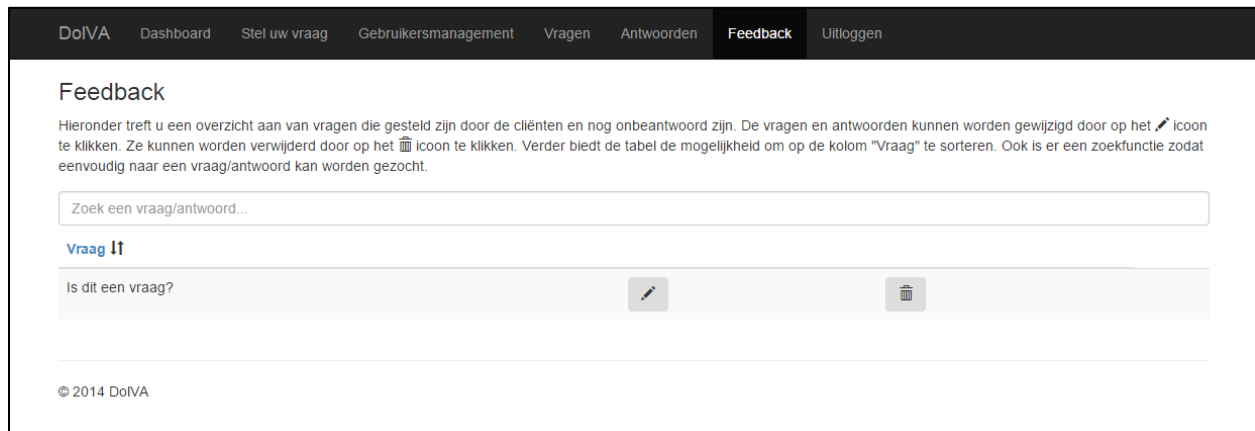 DoIVA Dashboard Stel uw vraag Gebruikersmanagement Vragen Antwoorden Feedback Uitloggen
Feedback
Hieronder treft u een overzicht aan van vragen die gesteld zijn door de cliënten en nog onbeantwoord zijn. De vragen en antwoorden kunnen worden gewijzigd door op het icoon
te klikken. Ze kunnen worden verwijderd door op het icoon te klikken. Verder biedt de tabel de mogelijkheid om op de kolom "Vraag" te sorteren. Ook is er een zoekfunctie zodat
eenvoudig naar een vraag/antwoord kan worden gezocht.
Zoek een vraag/antwoord...
Vraag
Is dit een vraag?
© 2014 DoIVA